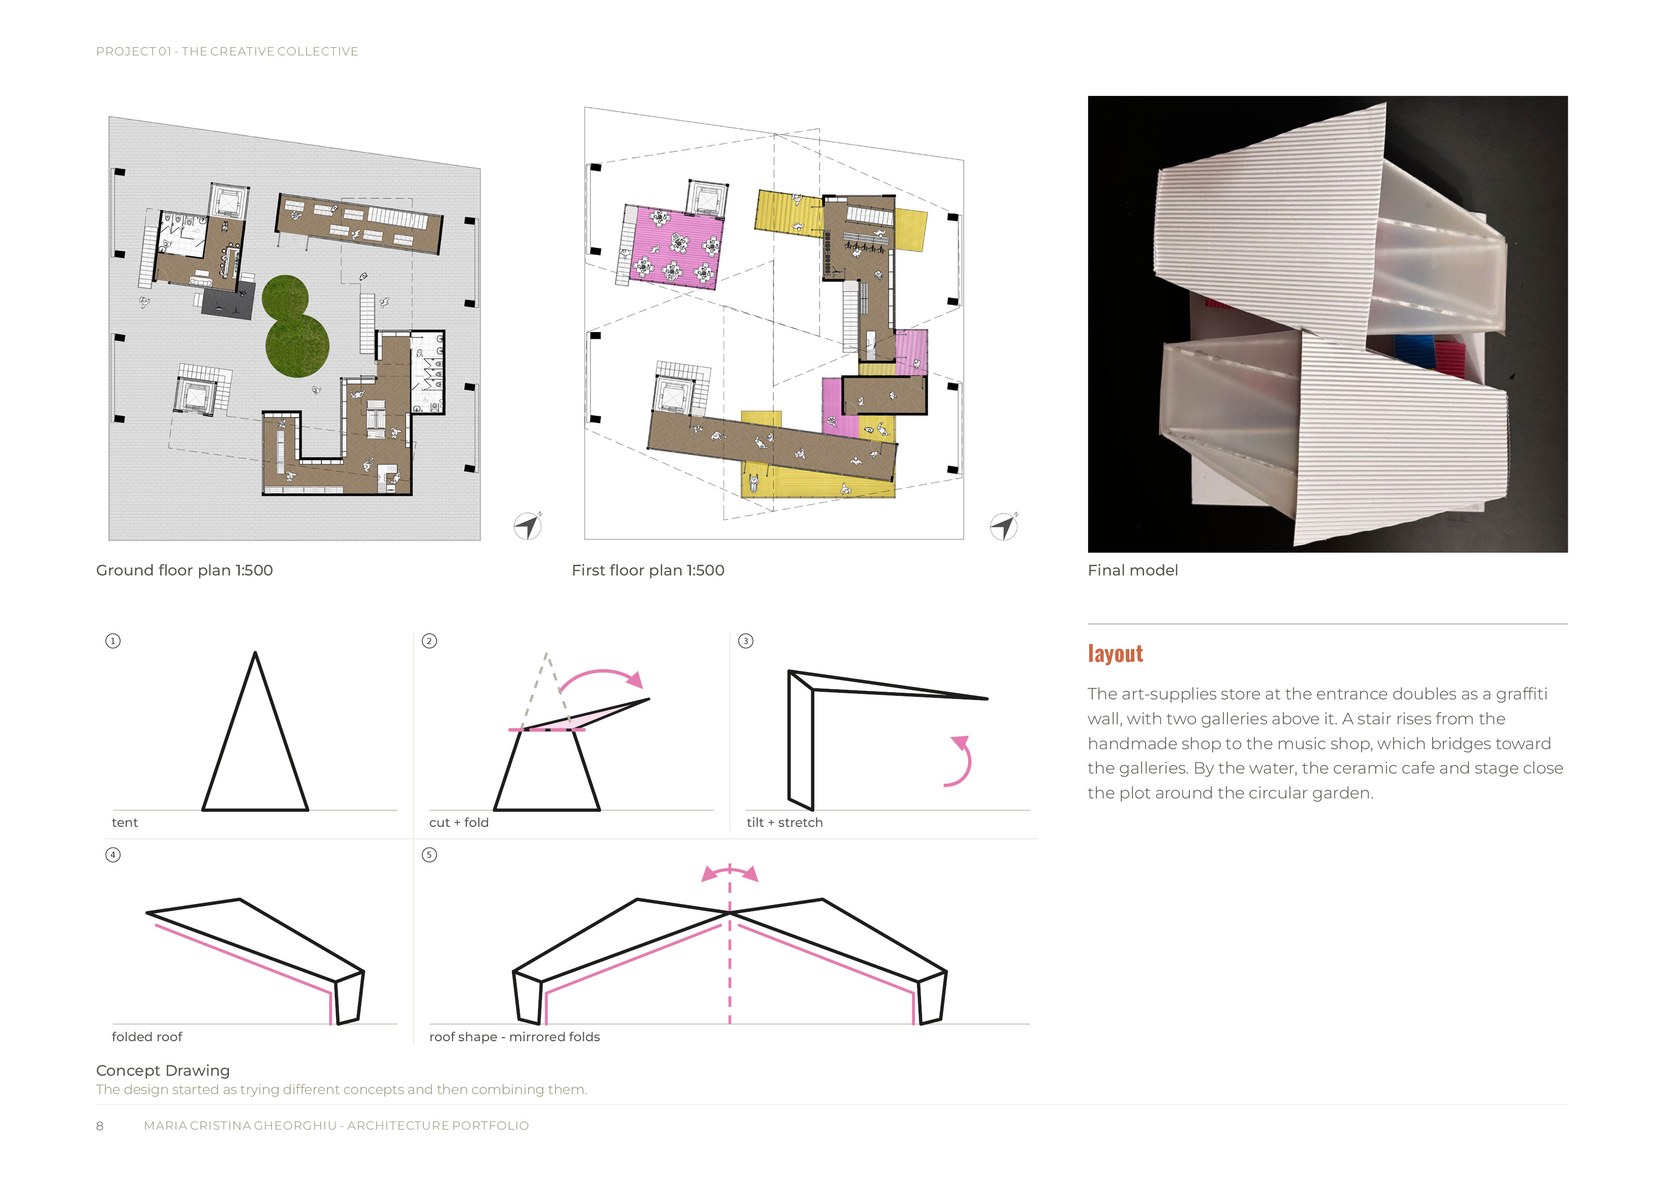 PROJECT 01 - THE CREATIVE COLLECTIVE
N
N
Ground floor plan 1:500
First floor plan 1:500
Final model
1
2
3
tent
cut + fold
tilt + stretch
4
5
folded roof
roof shape - mirrored folds
Concept Drawing
The design started as trying different concepts and then combining them.
layout
The art-supplies store at the entrance doubles as a graffiti
wall, with two galleries above it. A stair rises from the
handmade shop to the music shop, which bridges toward
the galleries. By the water, the ceramic cafe and stage close
the plot around the circular garden.
8
MARIA CRISTINA GHEORGHIU - ARCHITECTURE PORTFOLIO